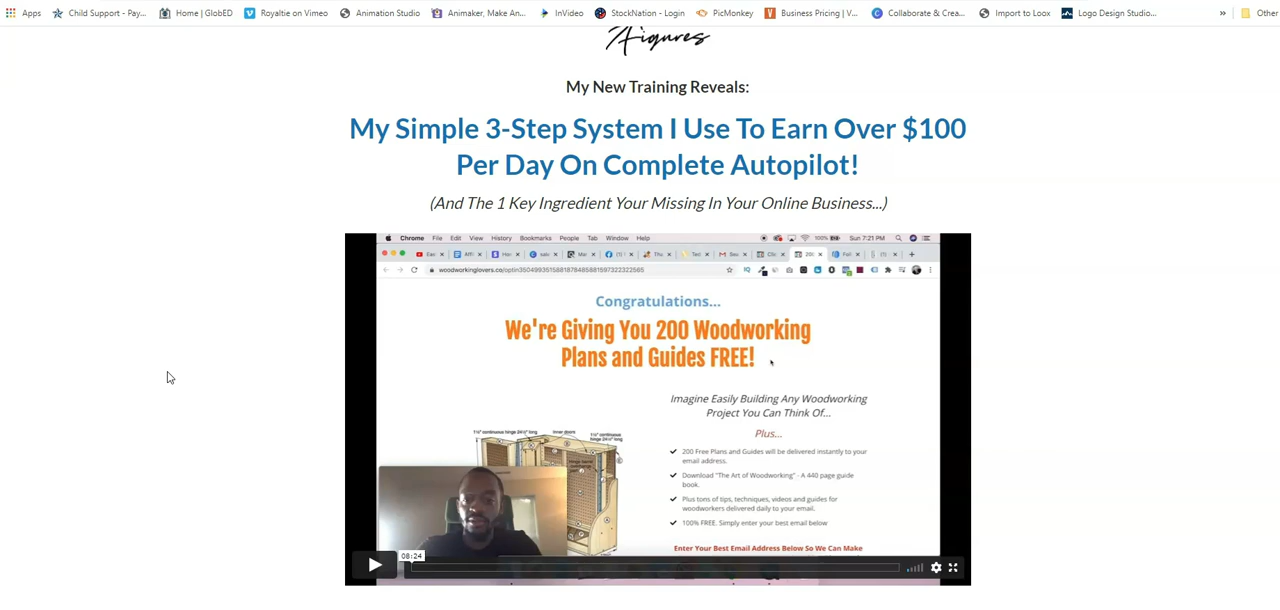 Apps Child Support - Pay... Home | GlobED Royaltie on Vimeo Animation Studio Animaker, Make An... InVideo StockNation - Login PicMonkey Business Pricing | V... Collaborate & Crea... Import to Loox Logo Design Studio... » Other
7Figures
My New Training Reveals:
My Simple 3-Step System I Use To Earn Over $100
Per Day On Complete Autopilot!
(And The 1 Key Ingredient Your Missing In Your Online Business...)
Chrome File Edit View History Bookmarks People Tab Window Help 100% Sun 7:21 PM
Congratulations...
We're Giving You 200 Woodworking
Plans and Guides FREE!
Imagine Easily Building Any Woodworking
Project You Can Think Of...
Plus...
200 Free Plans and Guides will be delivered instantly to your
email address.
Download "The Art of Woodworking" - A 440 page guide
book.
Plus tons of tips, techniques, videos and guides for
woodworkers delivered daily to your email.
100% FREE. Simply enter your best email below
Enter Your Best Email Address Below So We Can Make
08:24